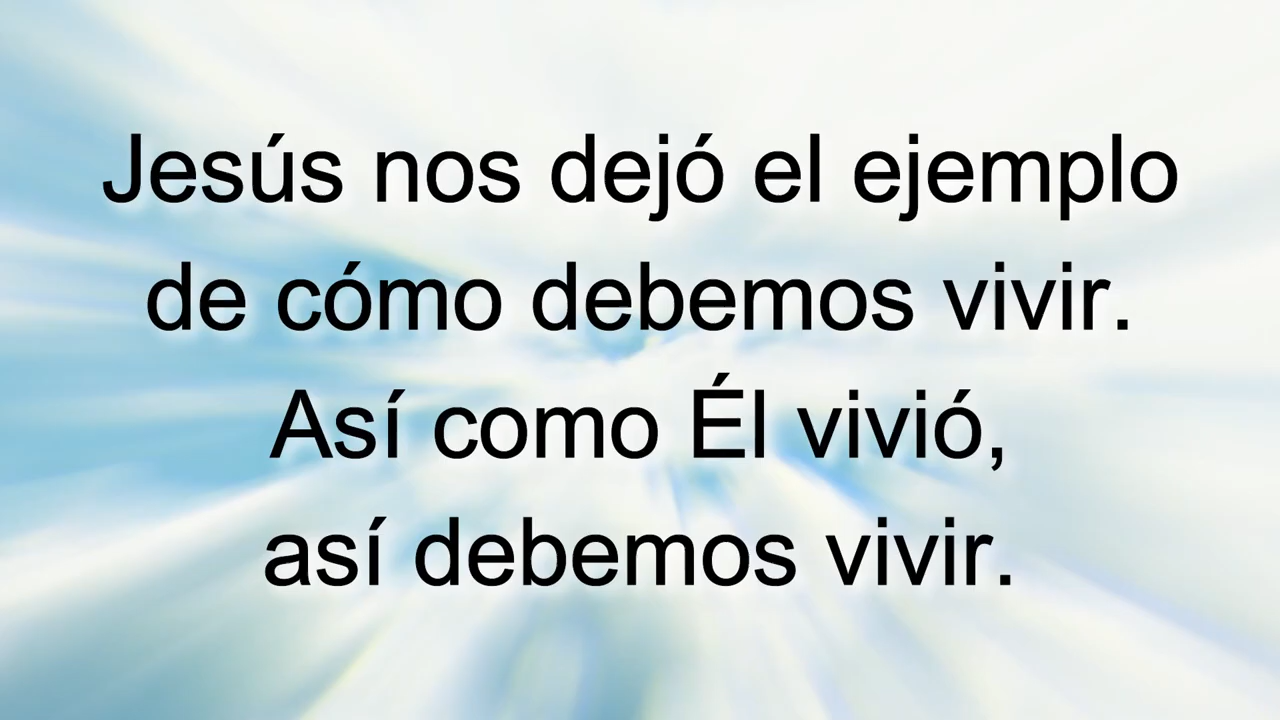 Jesús nos dejó el ejemplo
de cómo debemos vivir.
Así como Él vivió,
así debemos vivir.